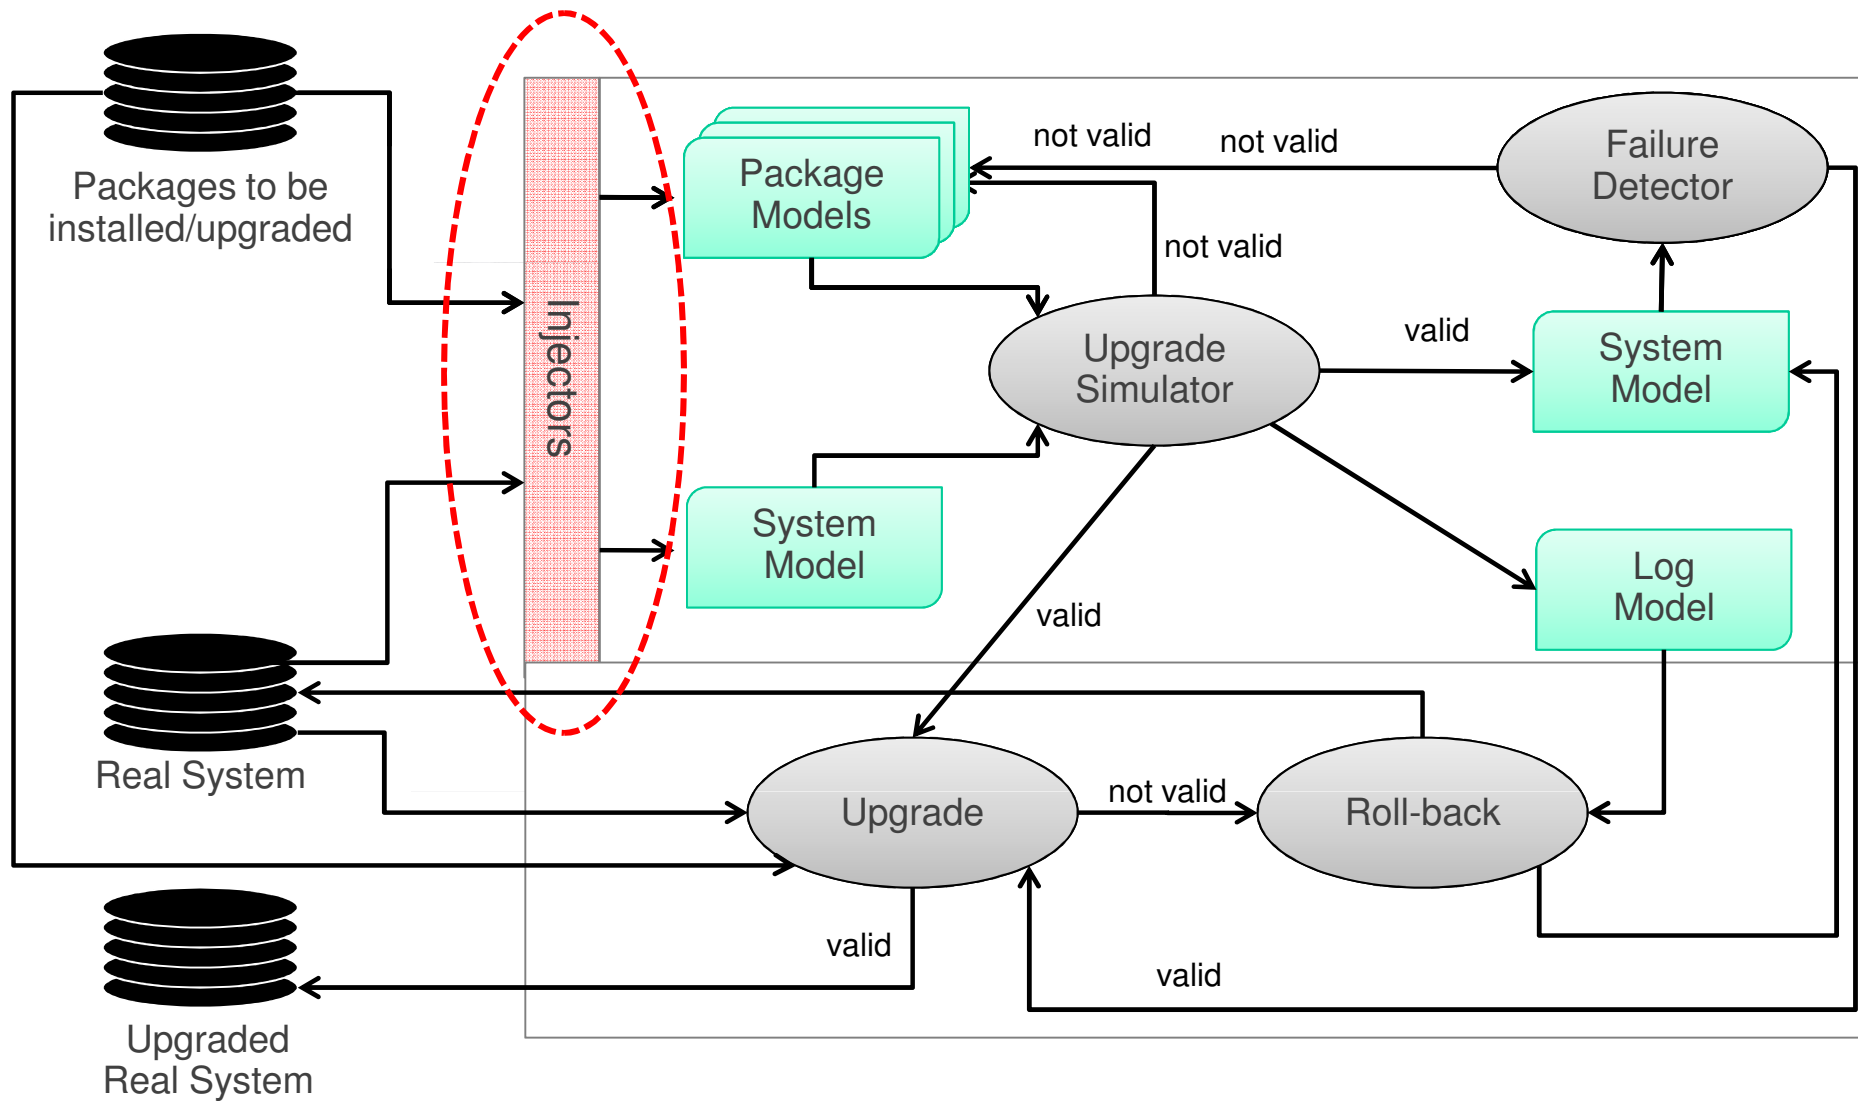 Packages to be
installed/upgraded
Injectors
Package
Models
not valid
not valid
Failure
Detector
not valid
Upgrade
Simulator
valid
System
Model
System
Model
Log
Model
valid
Real System
Upgrade
not valid
Roll-back
valid
valid
Upgraded
Real System